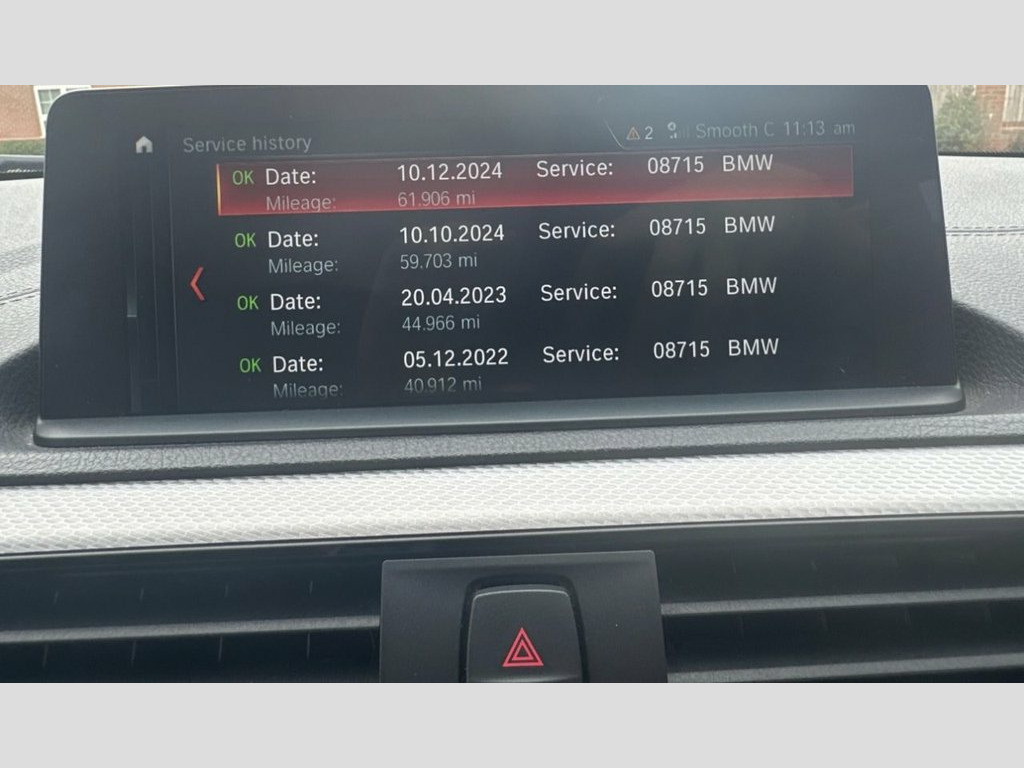 Service history
2 Smooth C 11:13 am
OK Date: 10.12.2024 Service: 08715 BMW
Mileage: 61.906 mi
OK Date: 10.10.2024 Service: 08715 BMW
Mileage: 59.703 mi
OK Date: 20.04.2023 Service: 08715 BMW
Mileage: 44.966 mi
OK Date: 05.12.2022 Service: 08715 BMW
Mileage: 40.912 mi